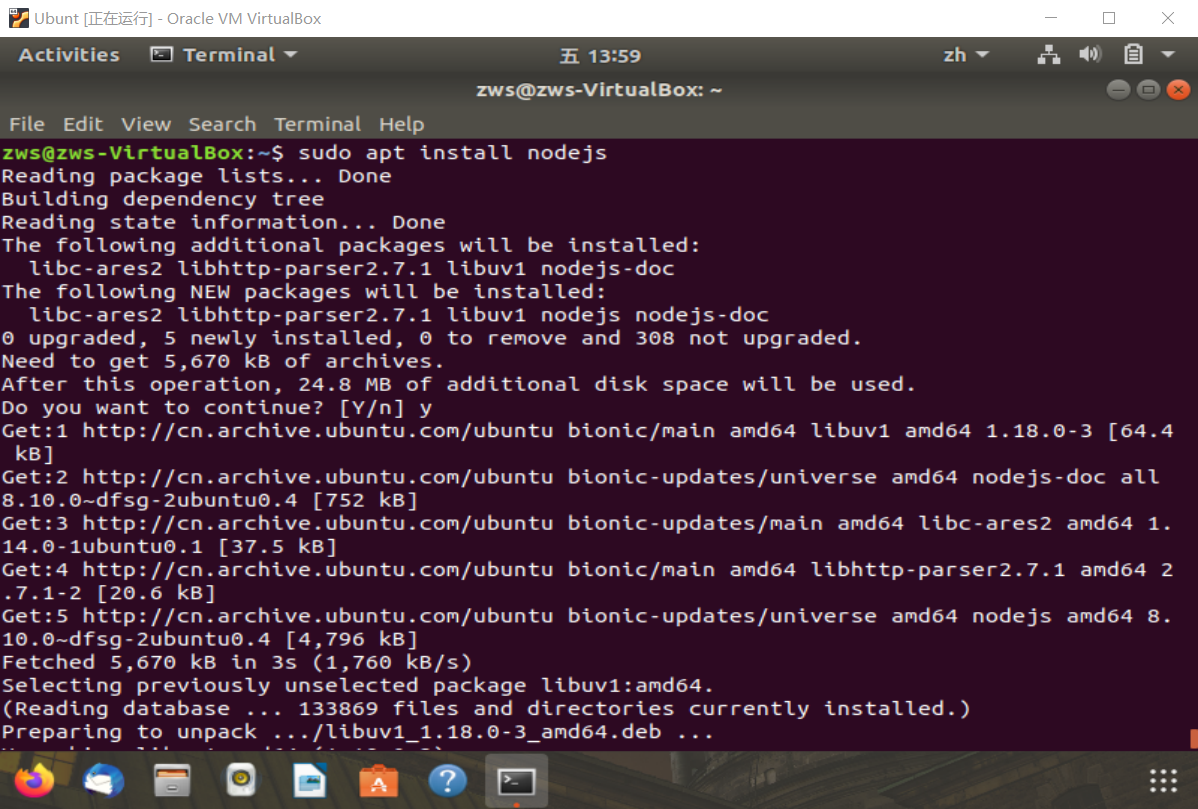 Ubunt [正在运行] - Oracle VM VirtualBox
Activities Terminal 五 13:59 zh
zws@zws-VirtualBox: ~
File Edit View Search Terminal Help
zws@zws-VirtualBox:~$ sudo apt install nodejs
Reading package lists... Done
Building dependency tree
Reading state information... Done
The following additional packages will be installed:
  libc-ares2 libhttp-parser2.7.1 libuv1 nodejs-doc
The following NEW packages will be installed:
  libc-ares2 libhttp-parser2.7.1 libuv1 nodejs nodejs-doc
0 upgraded, 5 newly installed, 0 to remove and 308 not upgraded.
Need to get 5,670 kB of archives.
After this operation, 24.8 MB of additional disk space will be used.
Do you want to continue? [Y/n] y
Get:1 http://cn.archive.ubuntu.com/ubuntu bionic/main amd64 libuv1 amd64 1.18.0-3 [64.4
 kB]
Get:2 http://cn.archive.ubuntu.com/ubuntu bionic-updates/universe amd64 nodejs-doc all
8.10.0~dfsg-2ubuntu0.4 [752 kB]
Get:3 http://cn.archive.ubuntu.com/ubuntu bionic-updates/main amd64 libc-ares2 amd64 1.
14.0-1ubuntu0.1 [37.5 kB]
Get:4 http://cn.archive.ubuntu.com/ubuntu bionic/main amd64 libhttp-parser2.7.1 amd64 2
.7.1-2 [20.6 kB]
Get:5 http://cn.archive.ubuntu.com/ubuntu bionic-updates/universe amd64 nodejs amd64 8.
10.0~dfsg-2ubuntu0.4 [4,796 kB]
Fetched 5,670 kB in 3s (1,760 kB/s)
Selecting previously unselected package libuv1:amd64.
(Reading database ... 133869 files and directories currently installed.)
Preparing to unpack .../libuv1_1.18.0-3_amd64.deb ...